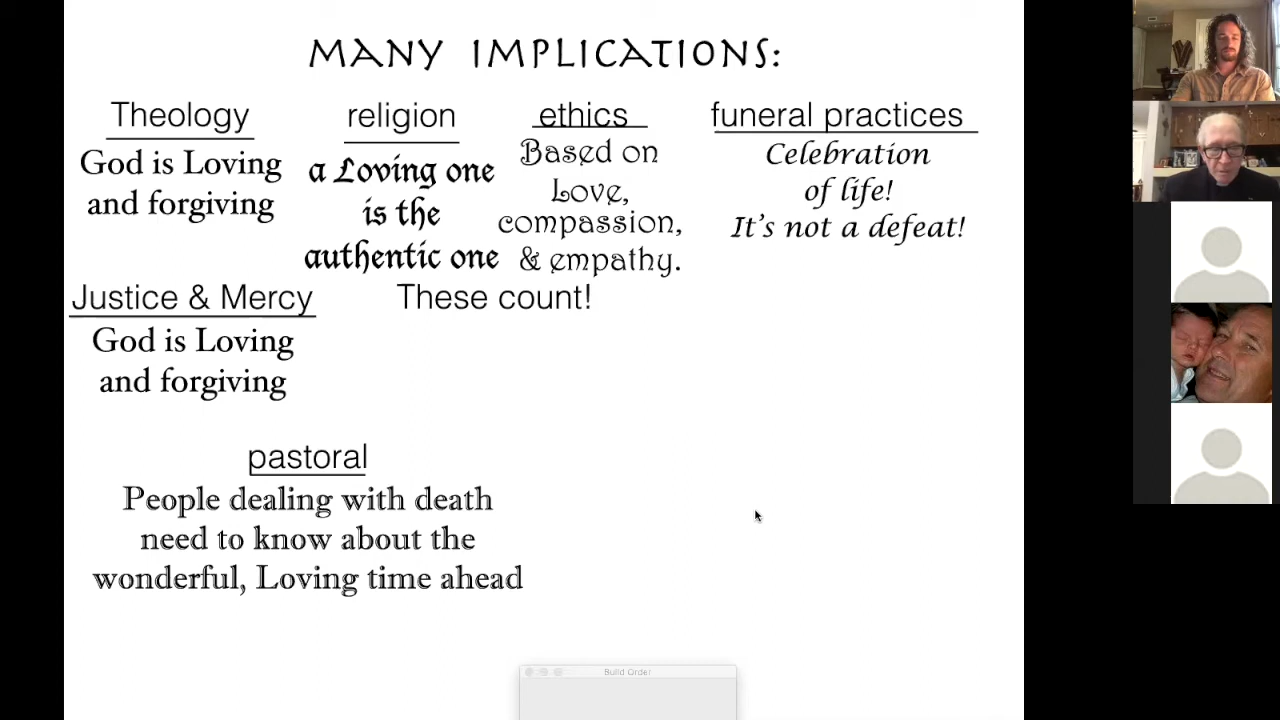 MANY IMPLICATIONS:
Theology
God is Loving
and forgiving
religion
a Loving one
is the
authentic one
ethics
Based on
Love,
compassion,
& empathy.
funeral practices
Celebration
of life!
It's not a defeat!
Justice & Mercy
God is Loving
and forgiving
These count!
pastoral
People dealing with death
need to know about the
wonderful, Loving time ahead
Build Order